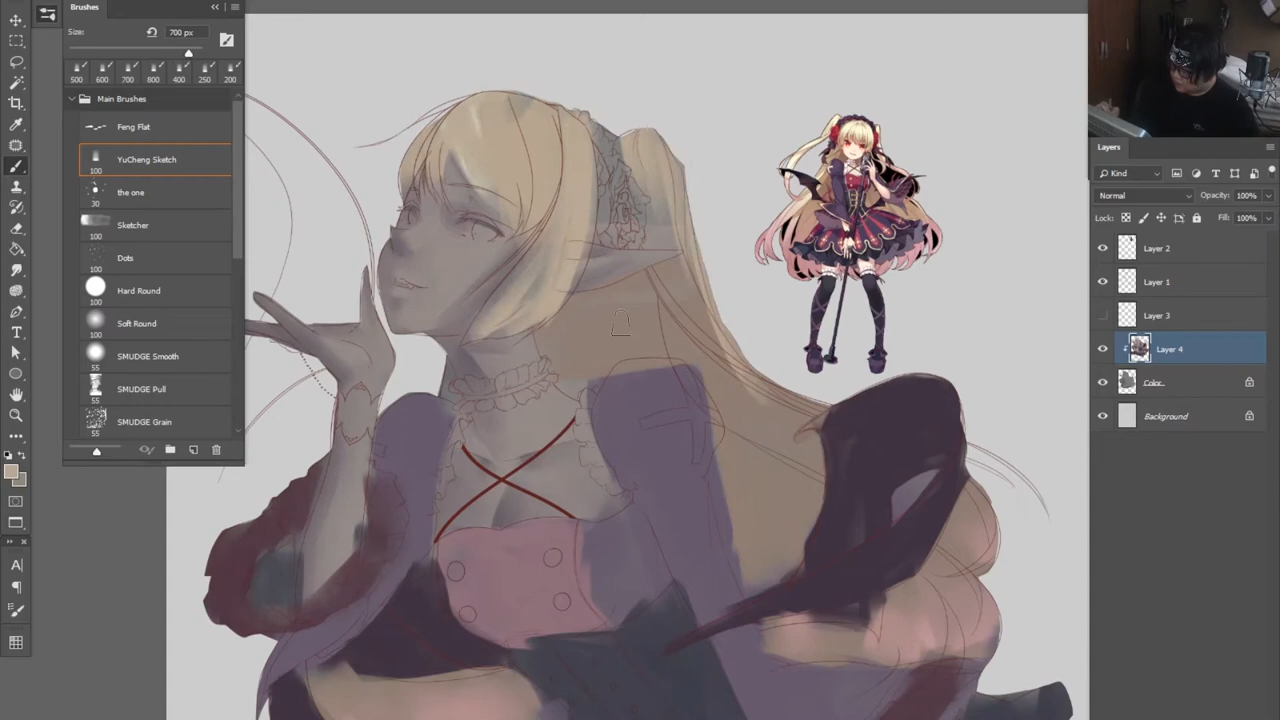 Brushes
Size:
700 px
500 600 700 800 400 250 200
Main Brushes
Feng Flat
YuCheng Sketch
100
the one
30
Sketcher
100
Dots
100
Hard Round
100
Soft Round
100
SMUDGE Smooth
55
SMUDGE Pull
55
SMUDGE Grain
55
Layers
Kind
Normal
Opacity: 100%
Lock:
Fill: 100%
Layer 2
Layer 1
Layer 3
Layer 4
Color
Background